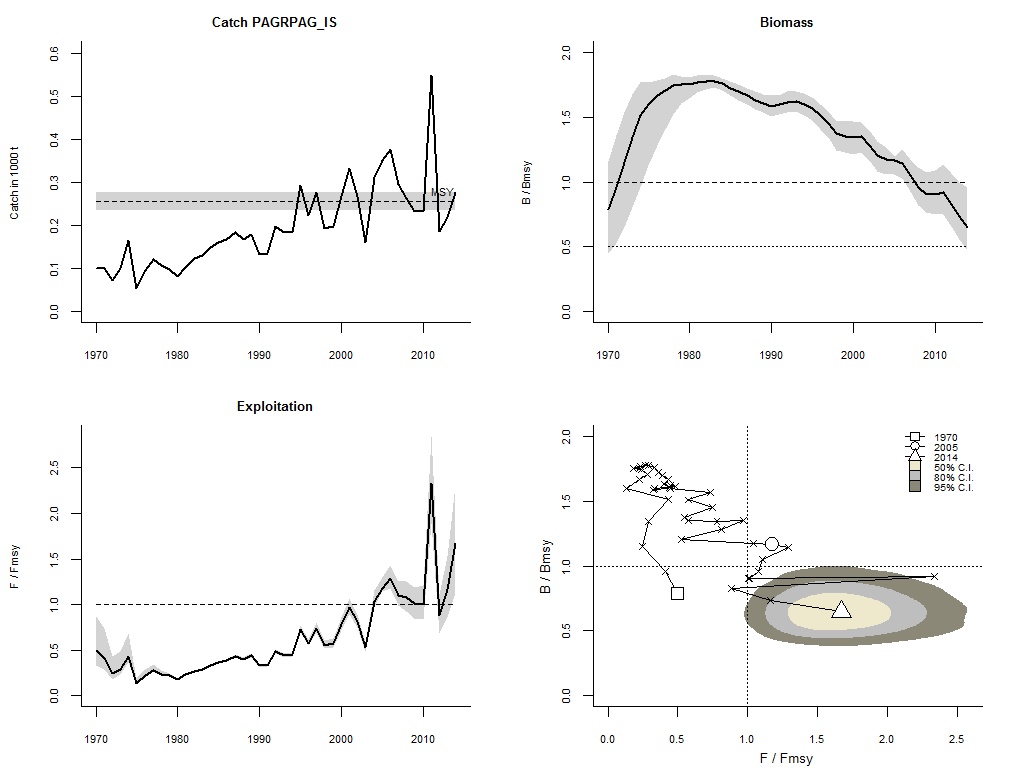 Catch PAGRPAG_IS
Catch in 1000 t
0.6
0.5
0.4
0.3
0.2
0.1
0.0
MSY
1970 1980 1990 2000 2010
Biomass
B / Bmsy
2.0
1.5
1.0
0.5
0.0
1970 1980 1990 2000 2010
Exploitation
F / Fmsy
2.5
2.0
1.5
1.0
0.5
0.0
1970 1980 1990 2000 2010
B / Bmsy
2.0
1.5
1.0
0.5
0.0
1970
2005
2014
50% C.I.
80% C.I.
95% C.I.
0.0 0.5 1.0 1.5 2.0 2.5
F / Fmsy